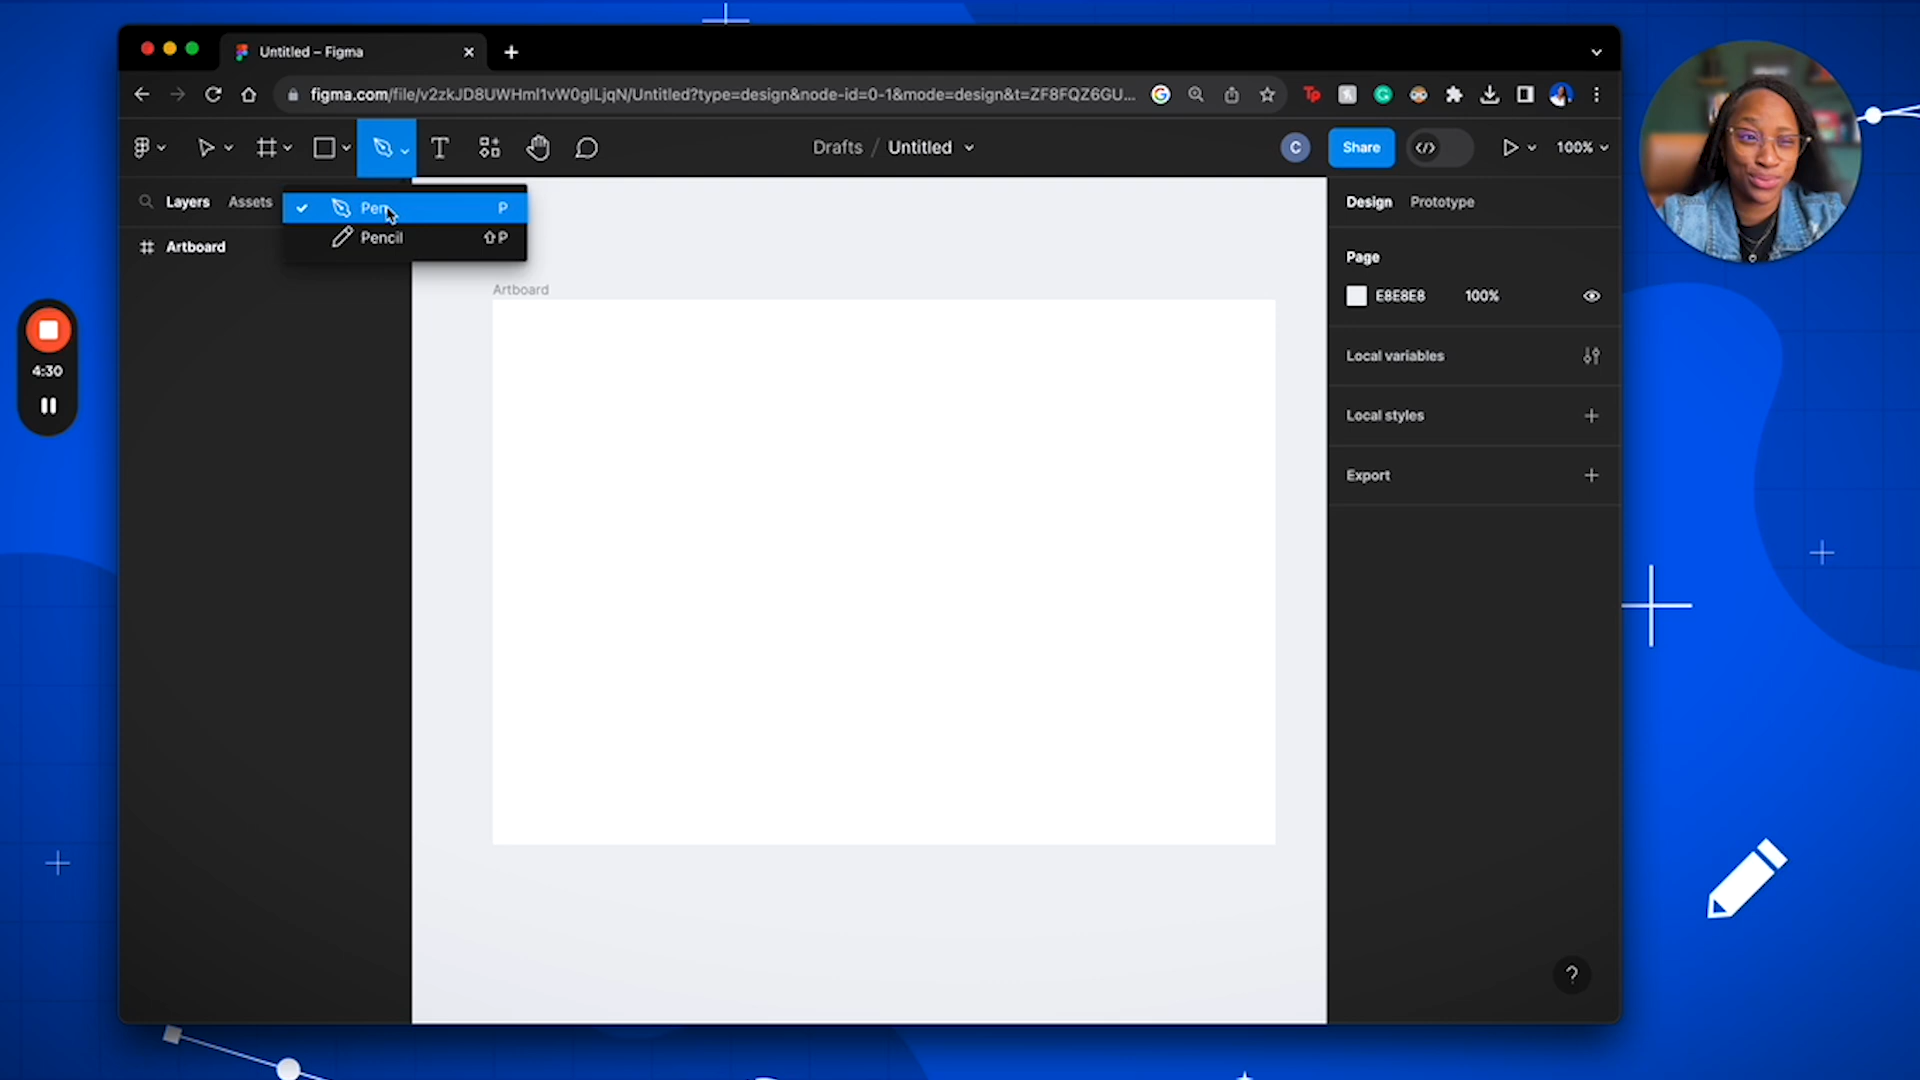 Untitled – Figma
figma.com/file/v2zkJD8UWHml1vW0glLjqN/Untitled?type=design&node-id=0-1&mode=design&t=ZF8FQZ6GU...
Drafts / Untitled
C
Share
100%
Layers
Assets
Pen
P
Pencil
⇧P
Artboard
Artboard
Design
Prototype
Page
E8E8E8
100%
Local variables
Local styles
Export
4:30
?